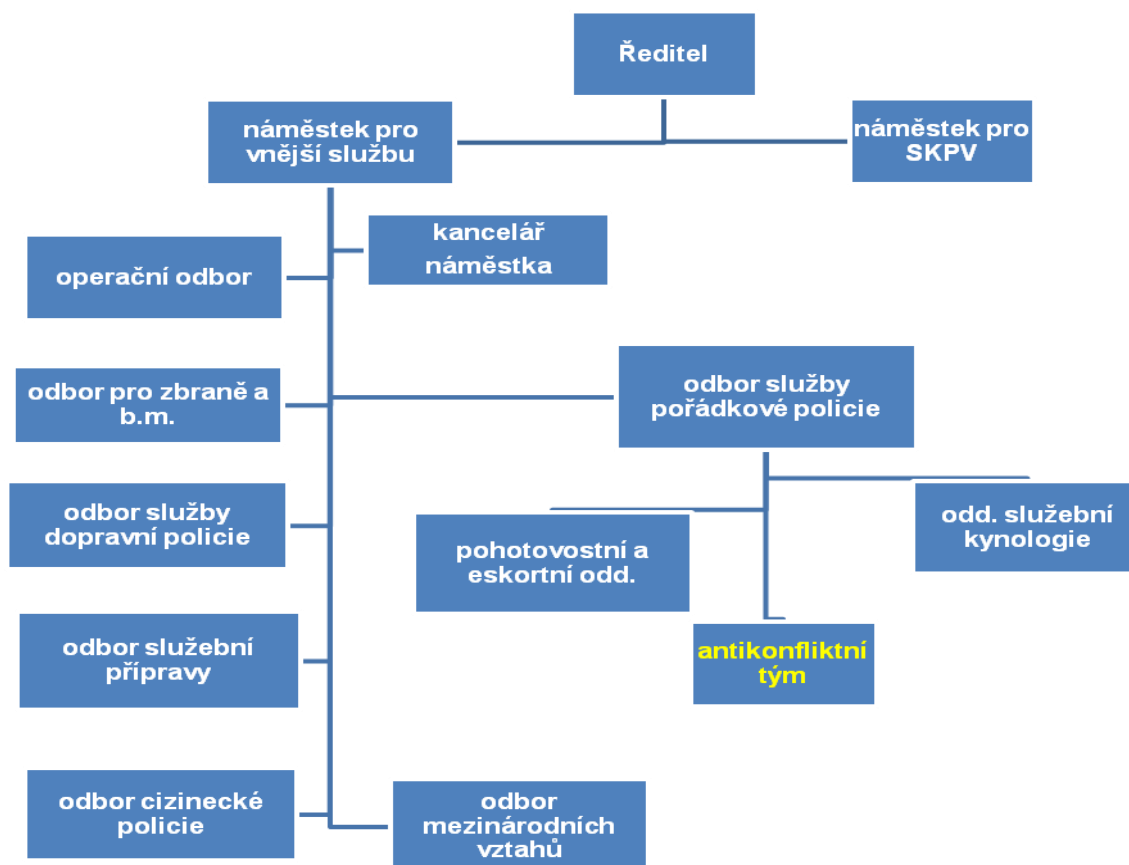 Ředitel
náměstek pro
vnější službu
náměstek pro
SKPV
kancelář
náměstka
operační odbor
odbor služby
pořádkové policie
odbor pro zbraně a
b.m.
odbor služby
dopravní policie
odd. služební
kynologie
pohotovostní a
eskortní odd.
odbor služební
přípravy
antikonfliktní
tým
odbor cizinecké
policie
odbor
mezinárodních
vztahů